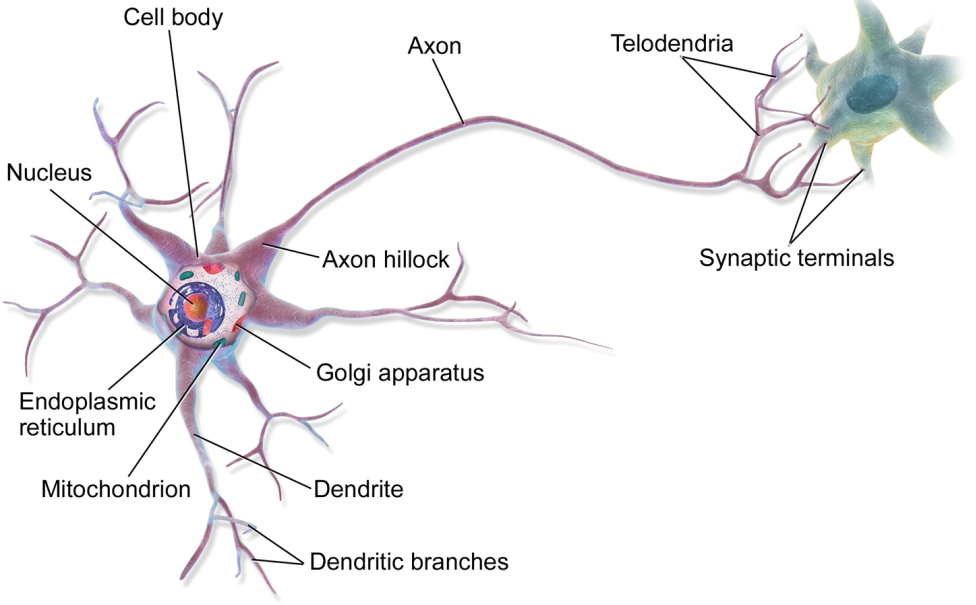 Cell body
Axon
Telodendria
Nucleus
Axon hillock
Synaptic terminals
Golgi apparatus
Endoplasmic
reticulum
Mitochondrion
Dendrite
Dendritic branches